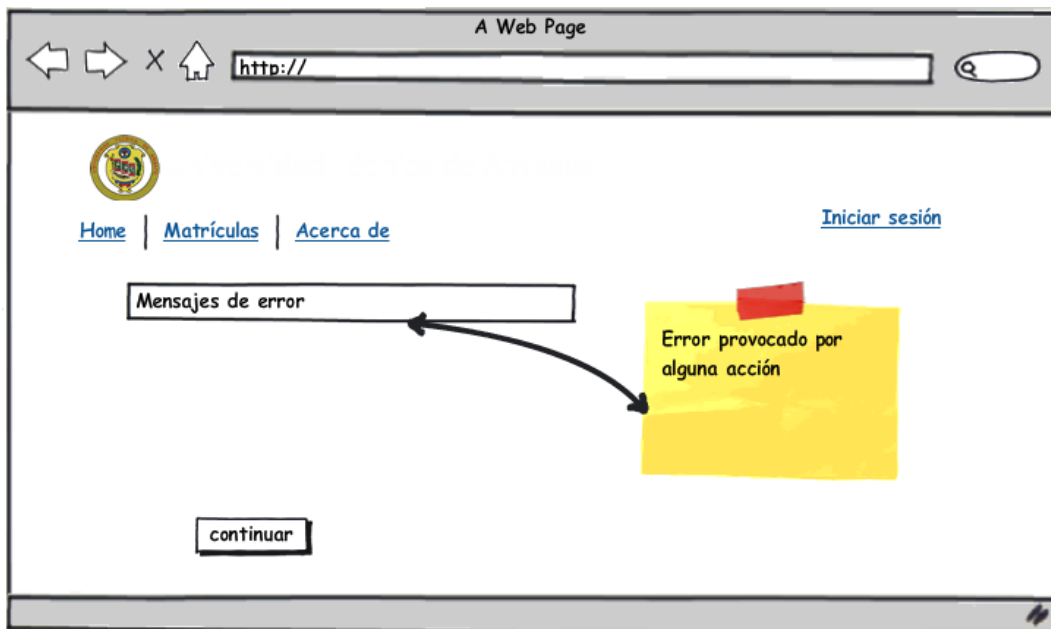 A Web Page
http://
Home | Matrículas | Acerca de
Iniciar sesión
Mensajes de error
Error provocado por
alguna acción
continuar